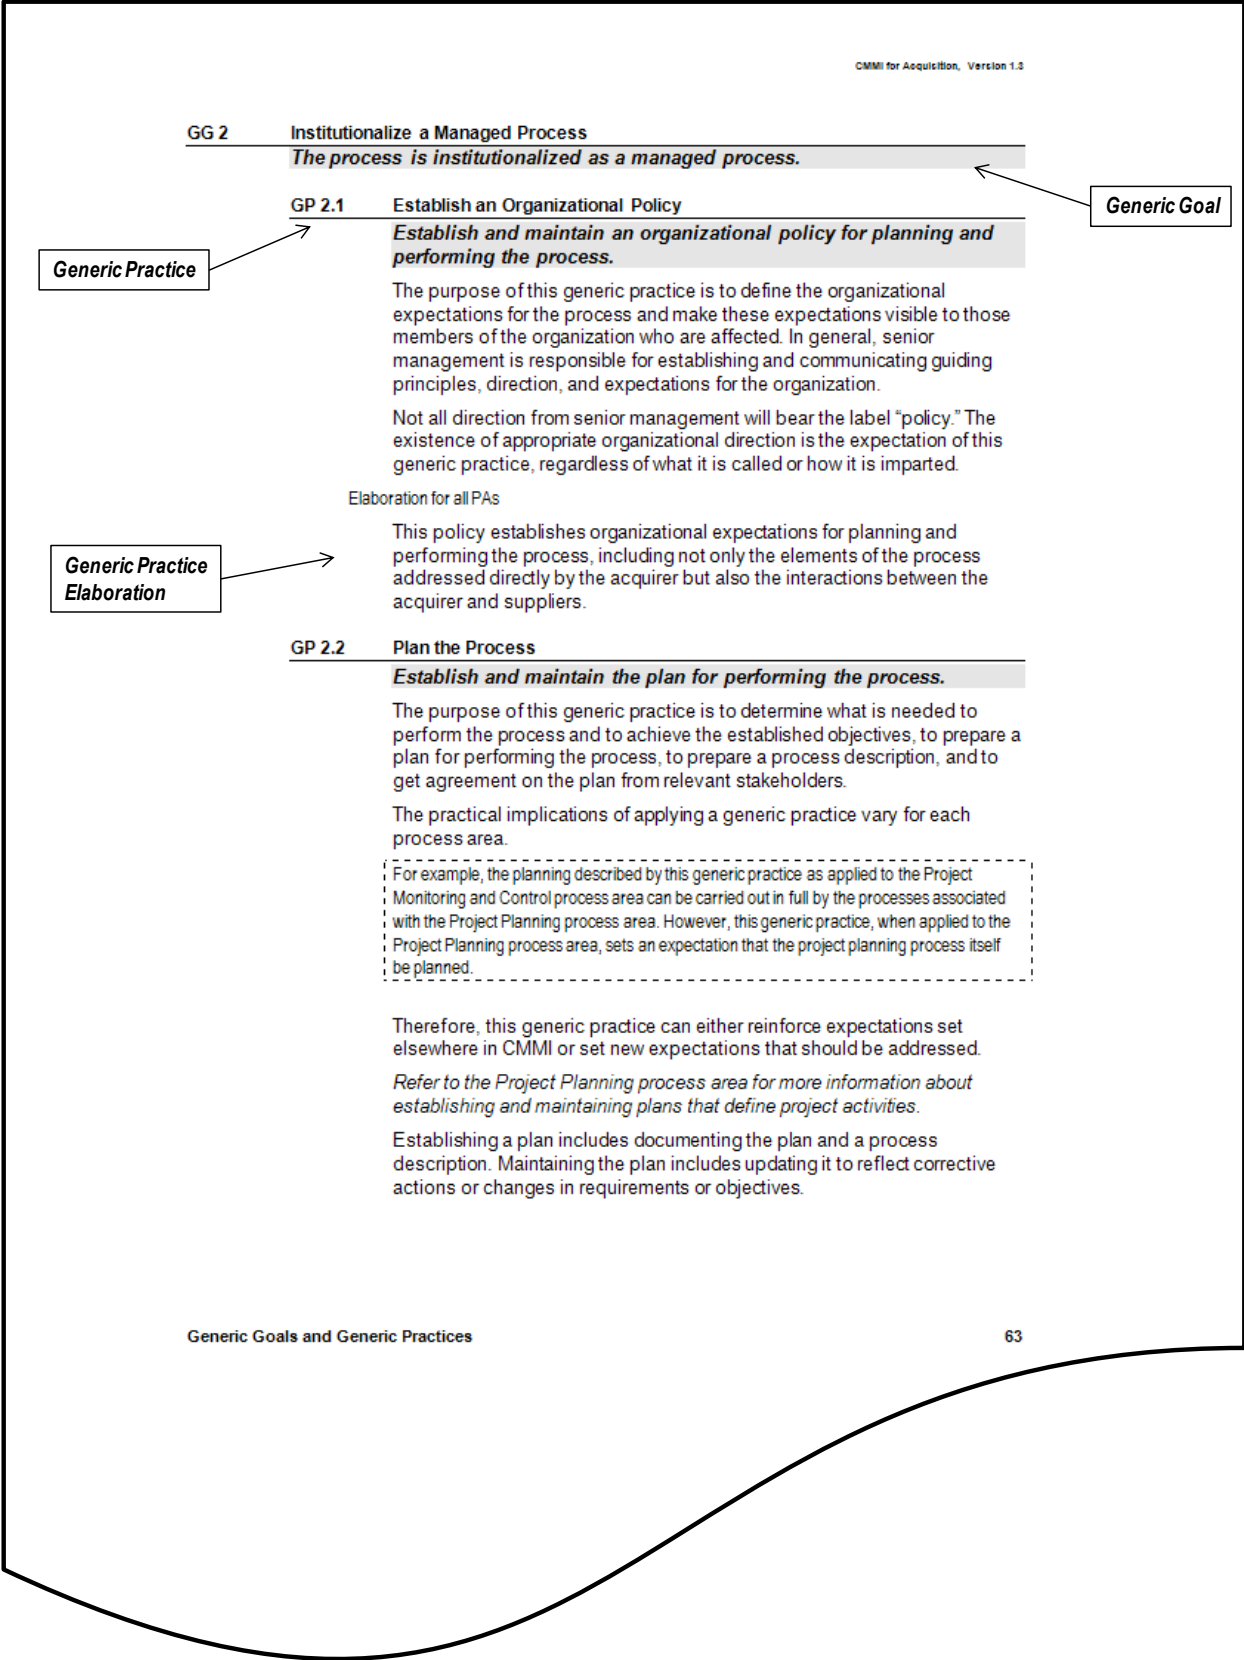 CMMI for Acquisition, Version 1.3
GG 2 Institutionalize a Managed Process
The process is institutionalized as a managed process.
Generic Goal
GP 2.1 Establish an Organizational Policy
Establish and maintain an organizational policy for planning and
performing the process.
Generic Practice
The purpose of this generic practice is to define the organizational
expectations for the process and make these expectations visible to those
members of the organization who are affected. In general, senior
management is responsible for establishing and communicating guiding
principles, direction, and expectations for the organization.
Not all direction from senior management will bear the label “policy.” The
existence of appropriate organizational direction is the expectation of this
generic practice, regardless of what it is called or how it is imparted.
Elaboration for all PAs
This policy establishes organizational expectations for planning and
performing the process, including not only the elements of the process
addressed directly by the acquirer but also the interactions between the
acquirer and suppliers.
Generic Practice
Elaboration
GP 2.2 Plan the Process
Establish and maintain the plan for performing the process.
The purpose of this generic practice is to determine what is needed to
perform the process and to achieve the established objectives, to prepare a
plan for performing the process, to prepare a process description, and to
get agreement on the plan from relevant stakeholders.
The practical implications of applying a generic practice vary for each
process area.
For example, the planning described by this generic practice as applied to the Project
Monitoring and Control process area can be carried out in full by the processes associated
with the Project Planning process area. However, this generic practice, when applied to the
Project Planning process area, sets an expectation that the project planning process itself
be planned.
Therefore, this generic practice can either reinforce expectations set
elsewhere in CMMI or set new expectations that should be addressed.
Refer to the Project Planning process area for more information about
establishing and maintaining plans that define project activities.
Establishing a plan includes documenting the plan and a process
description. Maintaining the plan includes updating it to reflect corrective
actions or changes in requirements or objectives.
Generic Goals and Generic Practices 63